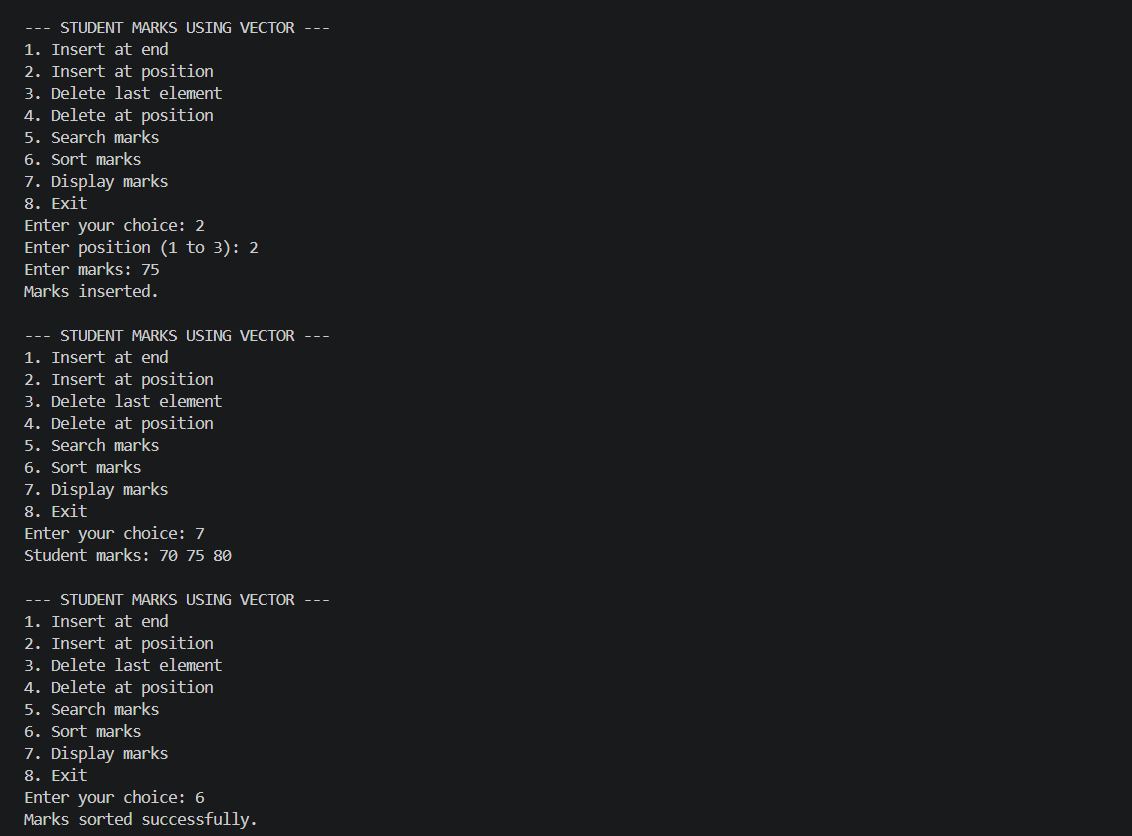 --- STUDENT MARKS USING VECTOR ---
1. Insert at end
2. Insert at position
3. Delete last element
4. Delete at position
5. Search marks
6. Sort marks
7. Display marks
8. Exit
Enter your choice: 2
Enter position (1 to 3): 2
Enter marks: 75
Marks inserted.

--- STUDENT MARKS USING VECTOR ---
1. Insert at end
2. Insert at position
3. Delete last element
4. Delete at position
5. Search marks
6. Sort marks
7. Display marks
8. Exit
Enter your choice: 7
Student marks: 70 75 80

--- STUDENT MARKS USING VECTOR ---
1. Insert at end
2. Insert at position
3. Delete last element
4. Delete at position
5. Search marks
6. Sort marks
7. Display marks
8. Exit
Enter your choice: 6
Marks sorted successfully.